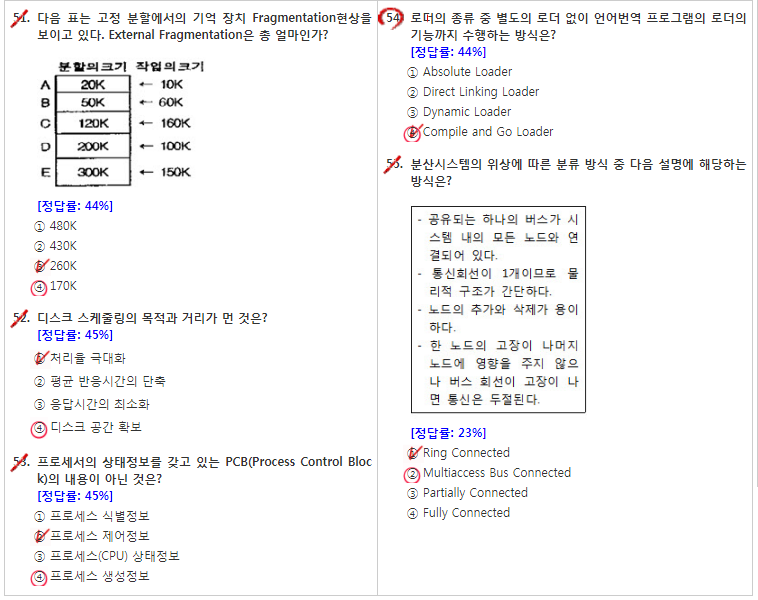 51. 다음 표는 고정 분할에서의 기억 장치 Fragmentation현상을
보이고 있다. External Fragmentation은 총 얼마인가?
분할의크기 작업의크기
A 20K ← 10K
B 50K ← 60K
C 120K ← 160K
D 200K ← 100K
E 300K ← 150K
[정답률: 44%]
① 480K
② 430K
③ 260K
④ 170K
52. 디스크 스케줄링의 목적과 거리가 먼 것은?
[정답률: 45%]
① 처리율 극대화
② 평균 반응시간의 단축
③ 응답시간의 최소화
④ 디스크 공간 확보
53. 프로세서의 상태정보를 갖고 있는 PCB(Process Control Bloc
k)의 내용이 아닌 것은?
[정답률: 45%]
① 프로세스 식별정보
② 프로세스 제어정보
③ 프로세스(CPU) 상태정보
④ 프로세스 생성정보
54. 로더의 종류 중 별도의 로더 없이 언어번역 프로그램의 로더의
기능까지 수행하는 방식은?
[정답률: 44%]
① Absolute Loader
② Direct Linking Loader
③ Dynamic Loader
④ Compile and Go Loader
55. 분산시스템의 위상에 따른 분류 방식 중 다음 설명에 해당하는
방식은?
- 공유되는 하나의 버스가 시
스템 내의 모든 노드와 연
결되어 있다.
- 통신회선이 1개이므로 물
리적 구조가 간단하다.
- 노드의 추가와 삭제가 용이
하다.
- 한 노드의 고장이 나머지
노드에 영향을 주지 않으
나 버스 회선이 고장이 나
면 통신은 두절된다.
[정답률: 23%]
① Ring Connected
② Multiaccess Bus Connected
③ Partially Connected
④ Fully Connected